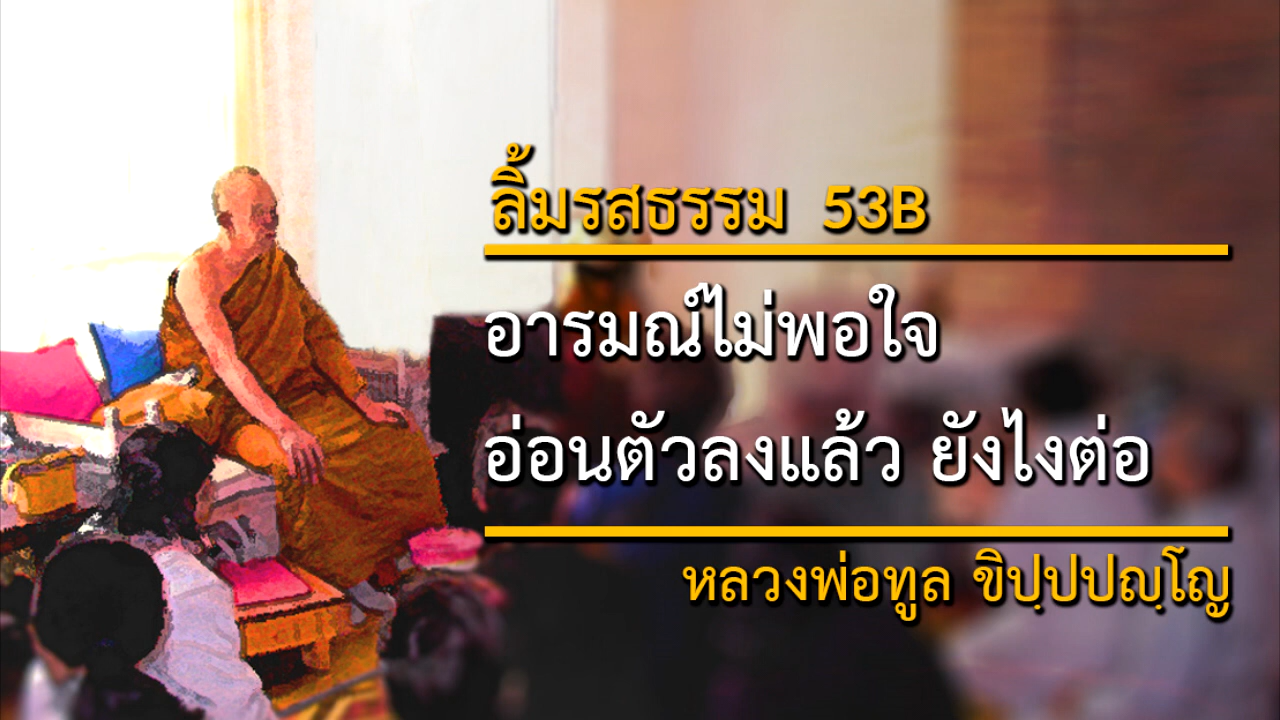 ลิ้มรสธรรม 53B
อารมณ์ไม่พอใจ
อ่อนตัวลงแล้ว ยังไงต่อ
หลวงพ่อทูล ขิปฺปปญฺโญ